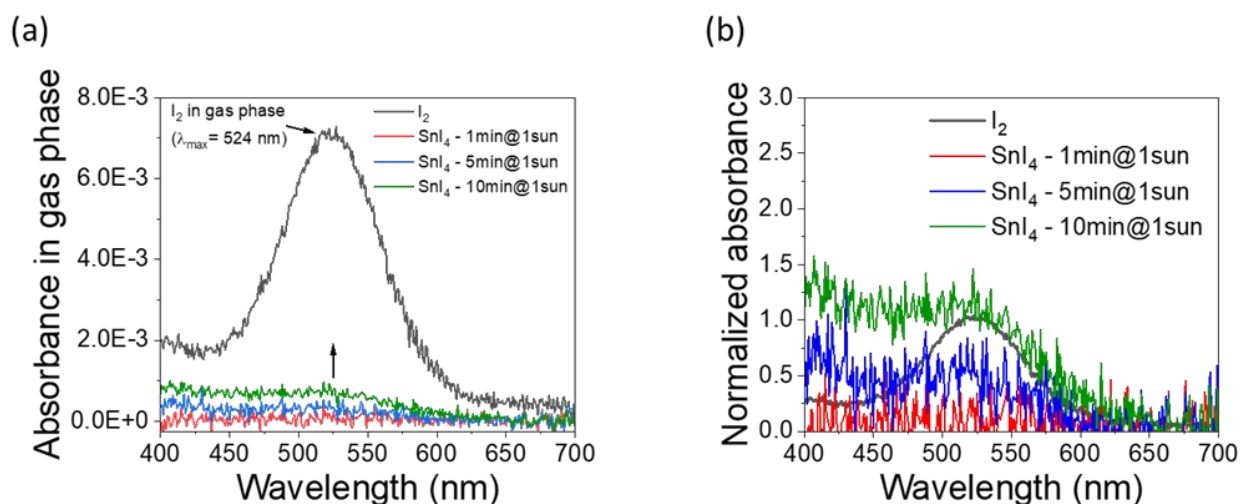 (a)
Absorbance in gas phase
8.0E-3
6.0E-3
4.0E-3
2.0E-3
0.0E+0
I₂ in gas phase
(λmax= 524 nm)
I₂
SnI₄ - 1min@1sun
SnI₄ - 5min@1sun
SnI₄ - 10min@1sun
400 450 500 550 600 650 700
Wavelength (nm)
(b)
Normalized absorbance
3.0
2.5
2.0
1.5
1.0
0.5
0.0
I₂
SnI₄ - 1min@1sun
SnI₄ - 5min@1sun
SnI₄ - 10min@1sun
400 450 500 550 600 650 700
Wavelength (nm)